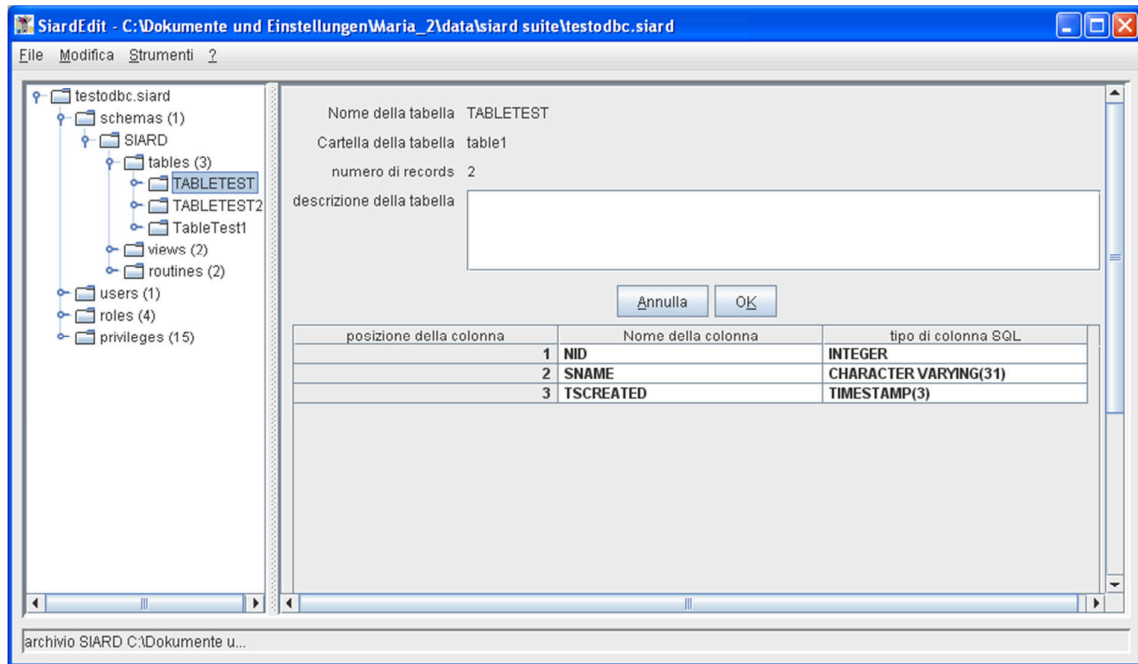 SiardEdit - C:\Dokumente und Einstellungen\Maria_2\data\siard suite\testodbc.siard
File Modifica Strumenti ?
testodbc.siard
schemas (1)
SIARD
tables (3)
TABLETEST
TABLETEST2
TableTest1
views (2)
routines (2)
users (1)
roles (4)
privileges (15)
Nome della tabella TABLETEST
Cartella della tabella table1
numero di records 2
descrizione della tabella
Annulla OK
posizione della colonna Nome della colonna tipo di colonna SQL
1 NID INTEGER
2 SNAME CHARACTER VARYING(31)
3 TSCREATED TIMESTAMP(3)
archivio SIARD C:\Dokumente u...